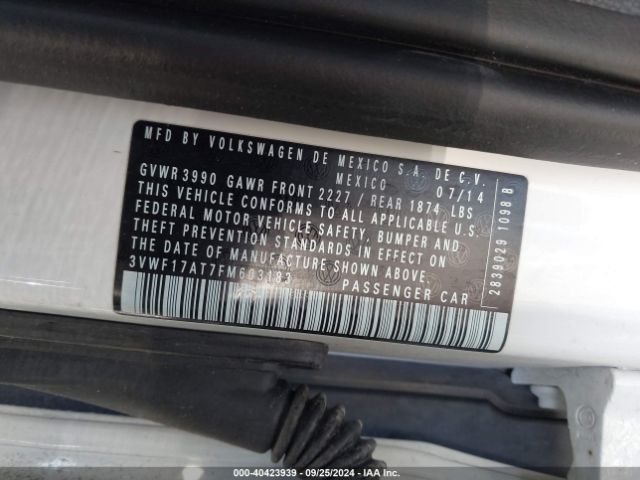 MFD BY VOLKSWAGEN DE MEXICO S.A. DE C.V.
MEXICO 07/14
GVWR 3990 GAWR FRONT 2227 / REAR 1874 LBS
THIS VEHICLE CONFORMS TO ALL APPLICABLE U.S.
FEDERAL MOTOR VEHICLE SAFETY, BUMPER AND
THEFT PREVENTION STANDARDS IN EFFECT ON
THE DATE OF MANUFACTURE SHOWN ABOVE.
3VWF17AT7FM603183
PASSENGER CAR
2839029 1098 B
000-40423939 - 09/25/2024 - IAA Inc.